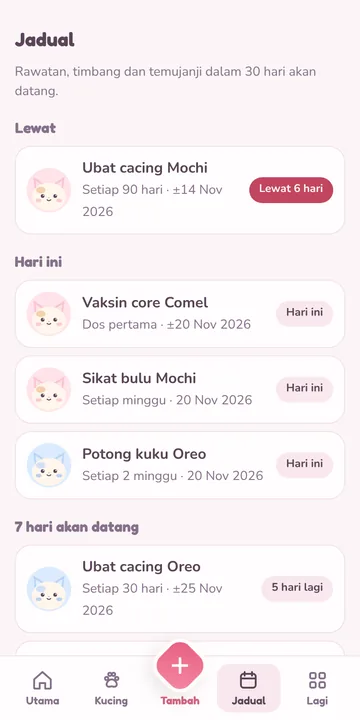 Jadual
Rawatan, timbang dan temujanji dalam 30 hari akan
datang.
Lewat
Ubat cacing Mochi
Setiap 90 hari · ±14 Nov
2026
Lewat 6 hari
Hari ini
Vaksin core Comel
Dos pertama · ±20 Nov 2026
Hari ini
Sikat bulu Mochi
Setiap minggu · 20 Nov 2026
Hari ini
Potong kuku Oreo
Setiap 2 minggu · 20 Nov 2026
Hari ini
7 hari akan datang
Ubat cacing Oreo
Setiap 30 hari · ±25 Nov
2026
5 hari lagi
Utama
Kucing
Tambah
Jadual
Lagi